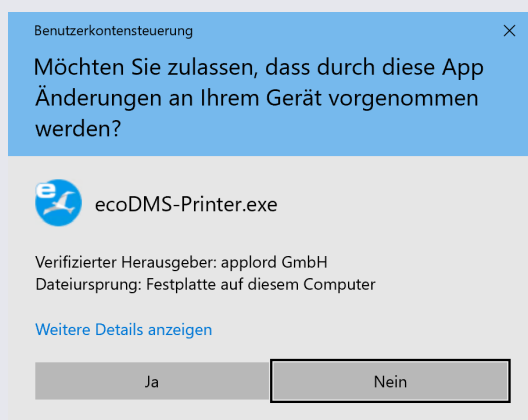 Benutzerkontensteuerung
Möchten Sie zulassen, dass durch diese App
Änderungen an Ihrem Gerät vorgenommen
werden?
e
ecoDMS-Printer.exe
Verifizierter Herausgeber: applord GmbH
Dateiursprung: Festplatte auf diesem Computer
Weitere Details anzeigen
Ja Nein